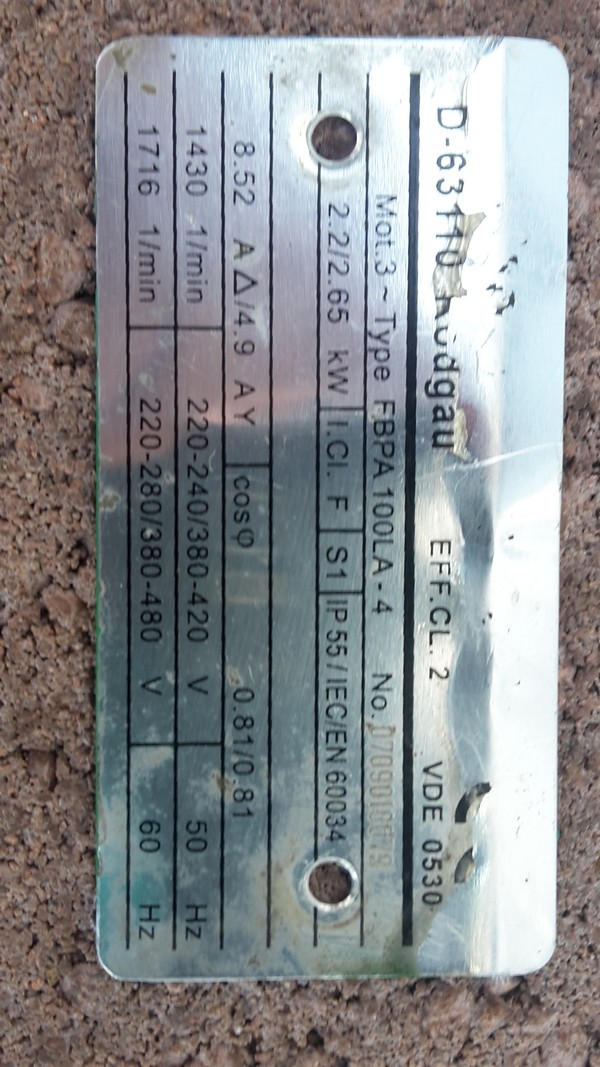 D-63110 Rodgau EFF.CL. 2 VDE 0530
Mot.3~Type FBPA 100LA-4 No.
2.2/2.65 kW I.Cl. F S1 IP 55/IEC/EN 60034
8.52 A Δ/4.9 A Y cosφ 0.81/0.81
1430 1/min 220-240/380-420 V 50 Hz
1716 1/min 220-280/380-480 V 60 Hz